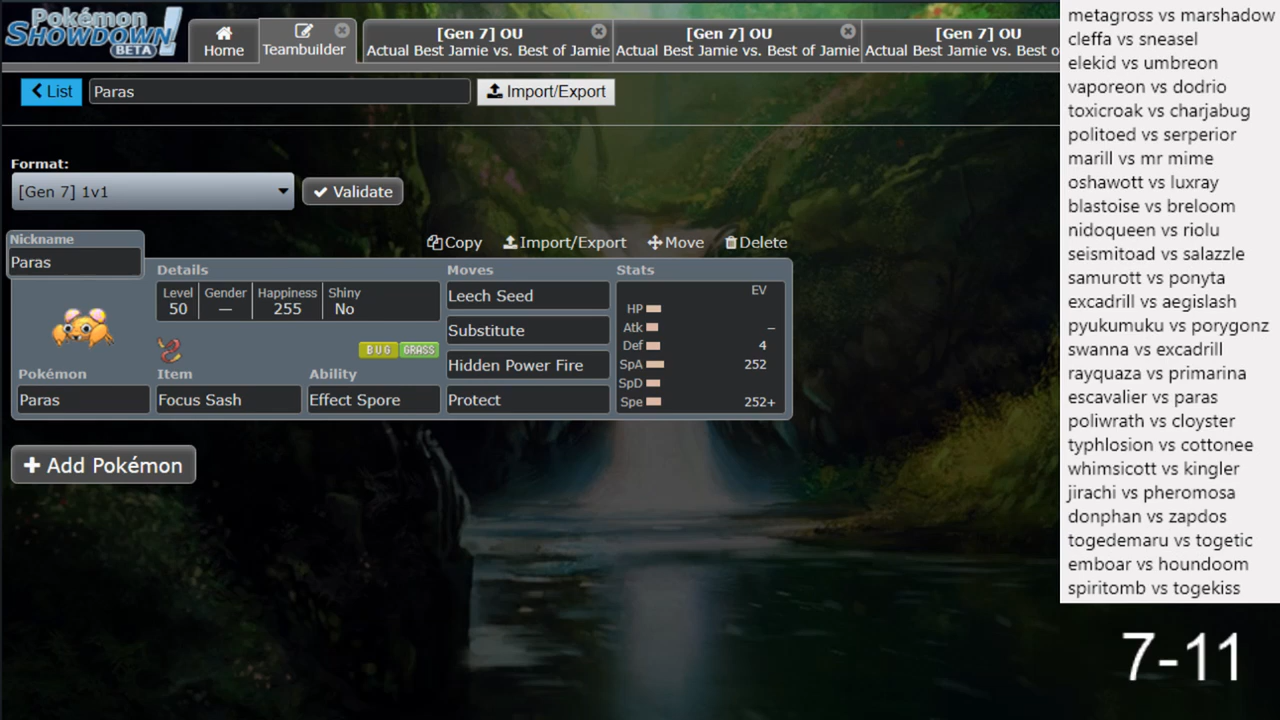 Pokémon
SHOWDOWN!
BETA
Home
Teambuilder
[Gen 7] OU
Actual Best Jamie vs. Best of Jamie
[Gen 7] OU
Actual Best Jamie vs. Best of Jamie
[Gen 7] OU
Actual Best Jamie vs. Best o
List
Paras
Import/Export
Format:
[Gen 7] 1v1
Validate
Copy
Import/Export
Move
Delete
Nickname
Paras
Details
Level
50
Gender
—
Happiness
255
Shiny
No
BUG
GRASS
Pokémon
Paras
Item
Focus Sash
Ability
Effect Spore
Moves
Leech Seed
Substitute
Hidden Power Fire
Protect
Stats
EV
HP
Atk –
Def 4
SpA 252
SpD
Spe 252+
Add Pokémon
metagross vs marshadow
cleffa vs sneasel
elekid vs umbreon
vaporeon vs dodrio
toxicroak vs charjabug
politoed vs serperior
marill vs mr mime
oshawott vs luxray
blastoise vs breloom
nidoqueen vs riolu
seismitoad vs salazzle
samurott vs ponyta
excadrill vs aegislash
pyukumuku vs porygonz
swanna vs excadrill
rayquaza vs primarina
escavalier vs paras
poliwrath vs cloyster
typhlosion vs cottonee
whimsicott vs kingler
jirachi vs pheromosa
donphan vs zapdos
togedemaru vs togetic
emboar vs houndoom
spiritomb vs togekiss
7-11